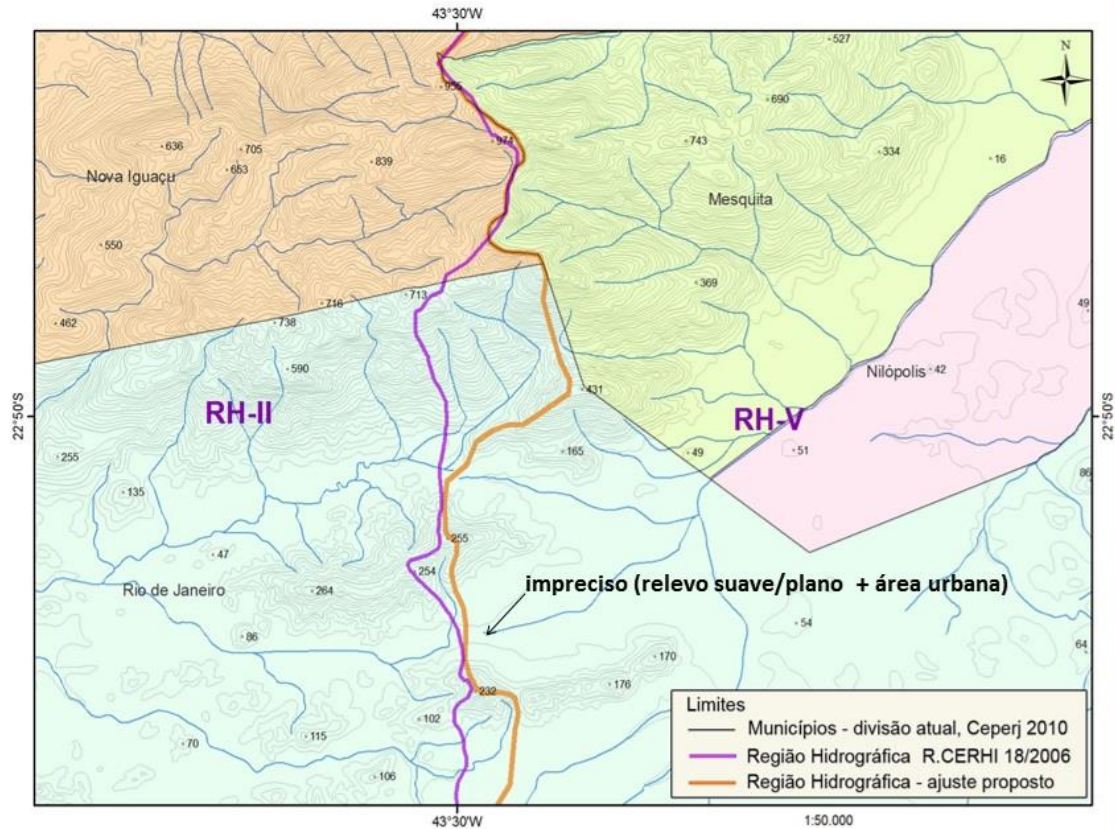 43°30'W
527
N
956
690
974
743
636
705
839
334
16
653
Nova Iguaçu
Mesquita
550
369
713
716
49
462
738
590
Nilópolis
42
431
22°50'S
RH-II
RH-V
22°50'S
165
49
51
255
86
135
255
47
254
impreciso (relevo suave/plano + área urbana)
Rio de Janeiro
264
54
86
64
170
176
232
102
115
70
106
Limites
Municípios - divisão atual, Ceperj 2010
Região Hidrográfica R.CERHI 18/2006
Região Hidrográfica - ajuste proposto
43°30'W
1:50.000